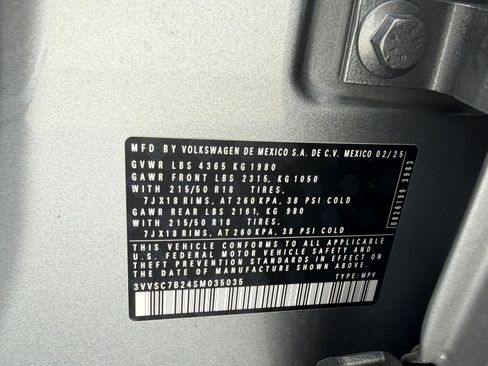 MFD BY VOLKSWAGEN DE MEXICO S.A. DE C.V. MEXICO 02/25
GVWR LBS 4365 KG 1980
GAWR FRONT LBS 2315, KG 1050
WITH 215/50 R18 TIRES,
7JX18 RIMS, AT 260 KPA, 38 PSI COLD
GAWR REAR LBS 2161, KG 980
WITH 215/50 R18 TIRES,
7JX18 RIMS, AT 260KPA, 38 PSI COLD
THIS VEHICLE CONFORMS TO ALL APPLICABLE
U.S. FEDERAL MOTOR VEHICLE SAFETY BUMPER AND
THEFT PREVENTION STANDARDS IN EFFECT ON THE
DATE OF MANUFACTURE SHOWN ABOVE.
3VVSC7B24SM035035 TYPE: MPV
0826199 3983